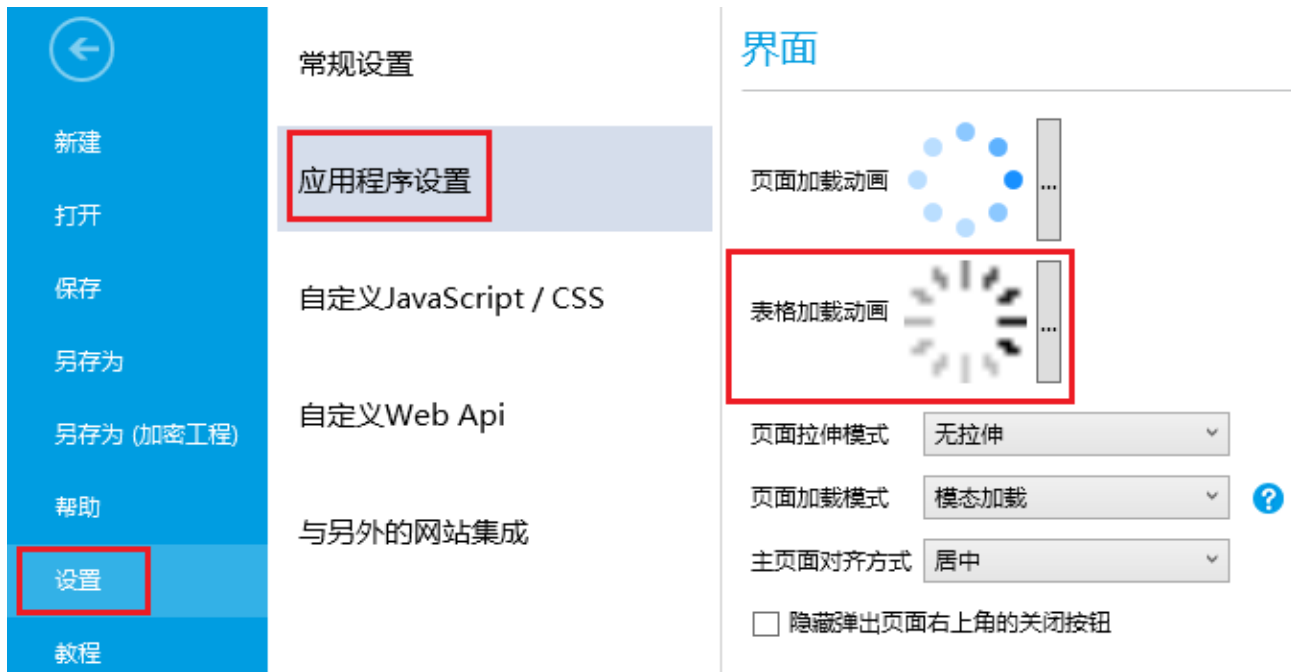 新建
打开
保存
另存为
另存为 (加密工程)
帮助
设置
教程
常规设置
应用程序设置
自定义JavaScript / CSS
自定义Web Api
与另外的网站集成
界面
页面加载动画
...
表格加载动画
...
页面拉伸模式 无拉伸
页面加载模式 模态加载 ?
主页面对齐方式 居中
隐藏弹出页面右上角的关闭按钮